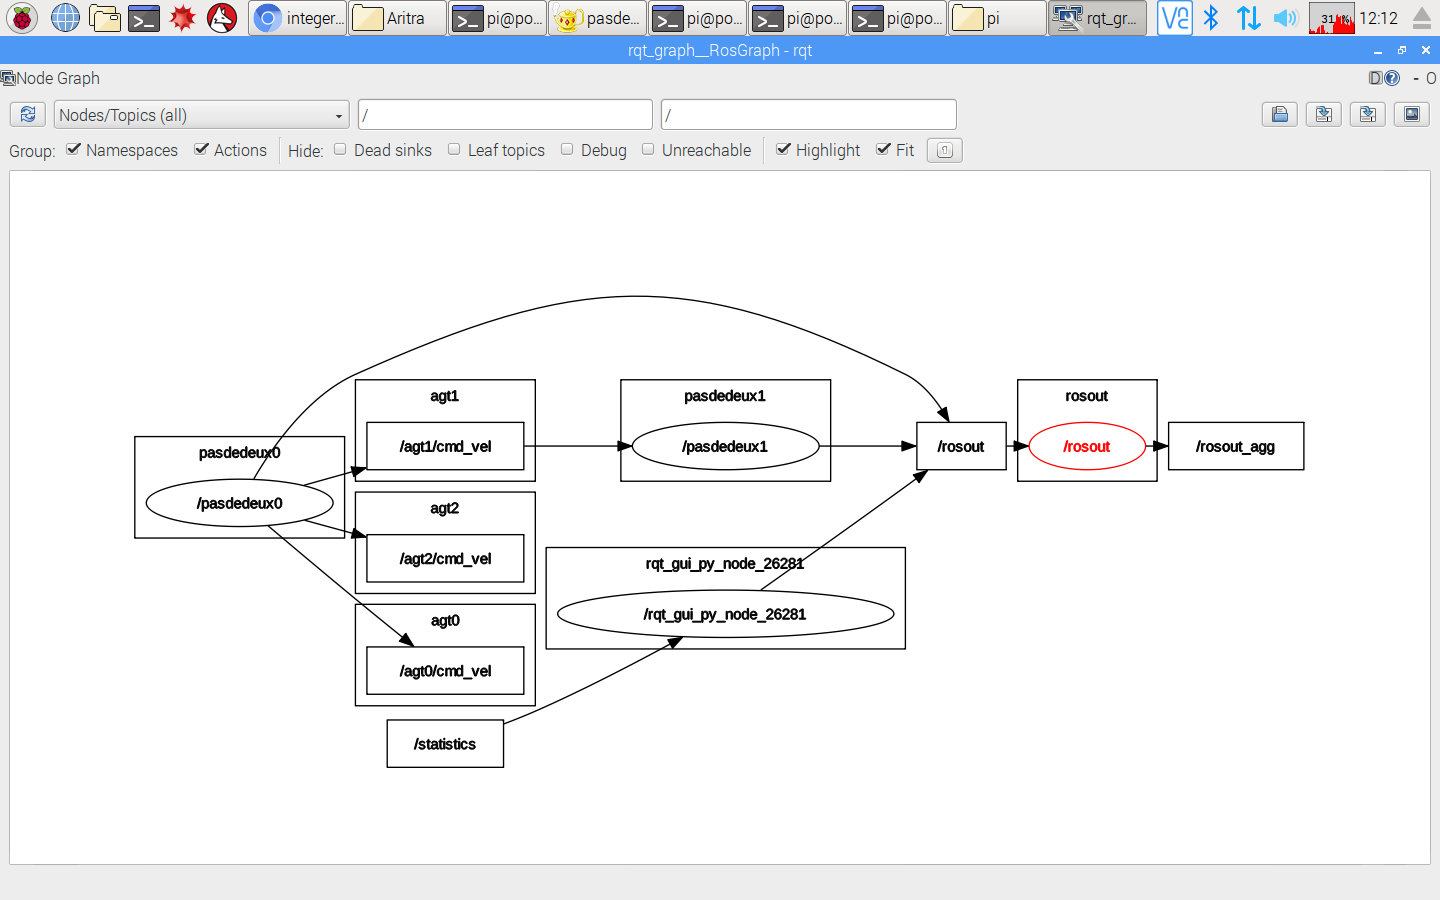 integer... Aritra pi@po... pasde... pi@po... pi@po... pi@po... pi rqt_gr... 12:12
rqt_graph__RosGraph - rqt
Node Graph D ? - O
Nodes/Topics (all) / /
Group: Namespaces Actions Hide: Dead sinks Leaf topics Debug Unreachable Highlight Fit
agt1
/agt1/cmd_vel
pasdedeux1
/pasdedeux1
/rosout
rosout
/rosout
/rosout_agg
pasdedeux0
/pasdedeux0
agt2
/agt2/cmd_vel
rqt_gui_py_node_26281
/rqt_gui_py_node_26281
agt0
/agt0/cmd_vel
/statistics